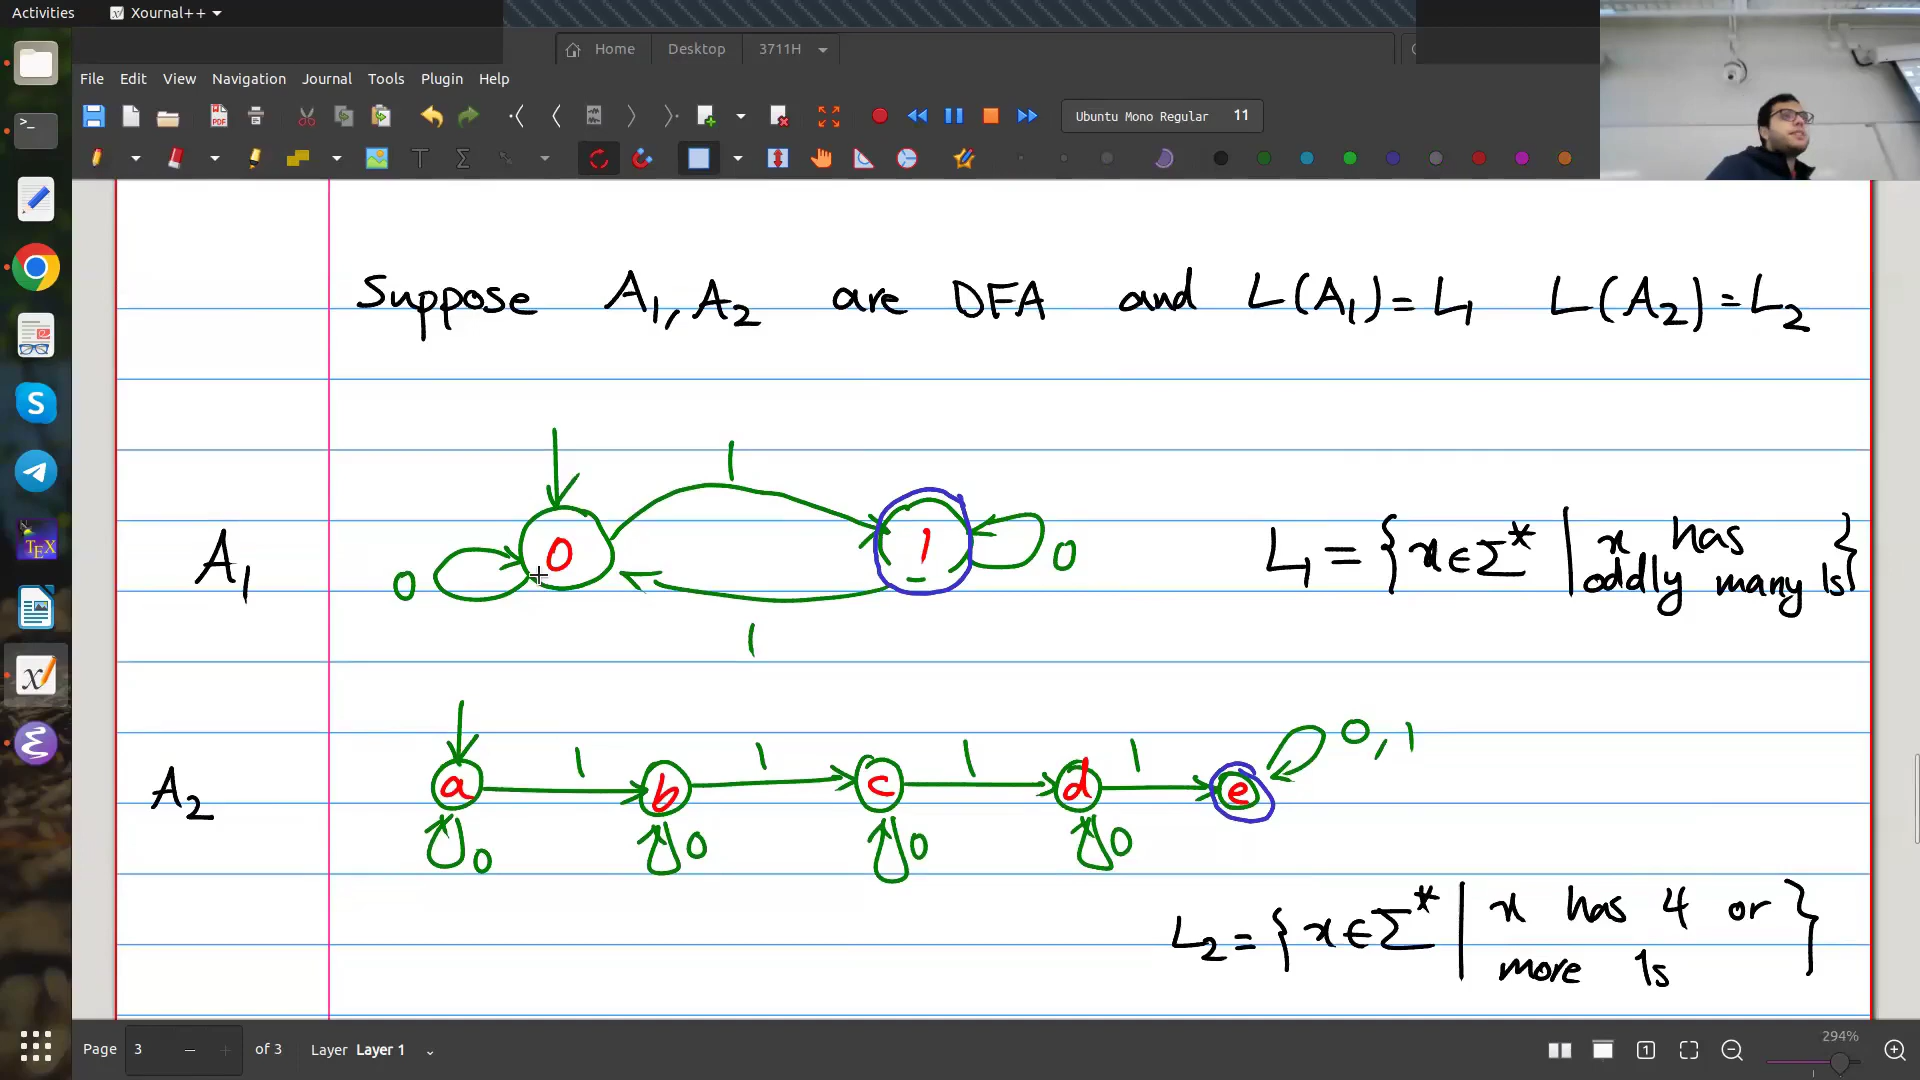 Activities Xournal++
Home Desktop 3711H
File Edit View Navigation Journal Tools Plugin Help
PDF Ubuntu Mono Regular 11
Suppose A₁, A₂ are DFA and L(A₁)=L₁ L(A₂)=L₂
1
A₁ 0 0 1 0 L₁ = {x∈Σ* | x has
oddly many 1s}
1
A₂ a 1 b 1 c 1 d 1 e 0,1
0 0 0 0
L₂ = {x∈Σ* | x has 4 or
more 1s}
Page 3 of 3 Layer Layer 1 294%